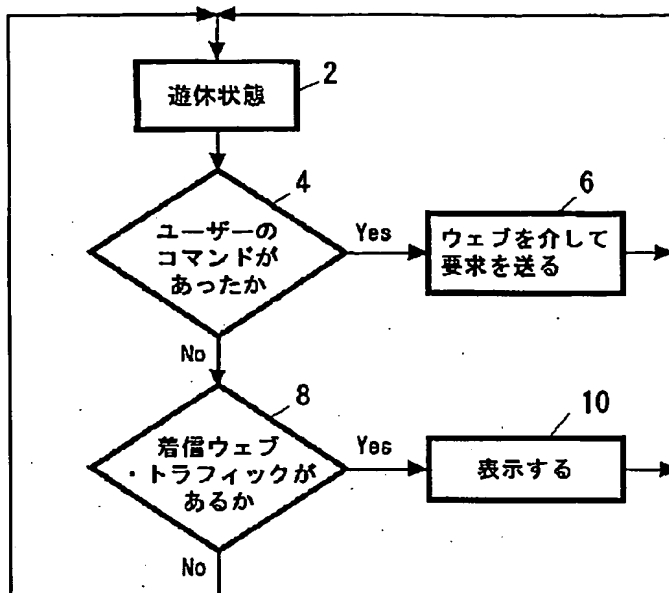 2
遊休状態
4
ユーザーの
コマンドが
あったか
Yes
6
ウェブを介して
要求を送る
No
8
着信ウェブ
・トラフィックが
あるか
Yes
10
表示する
No